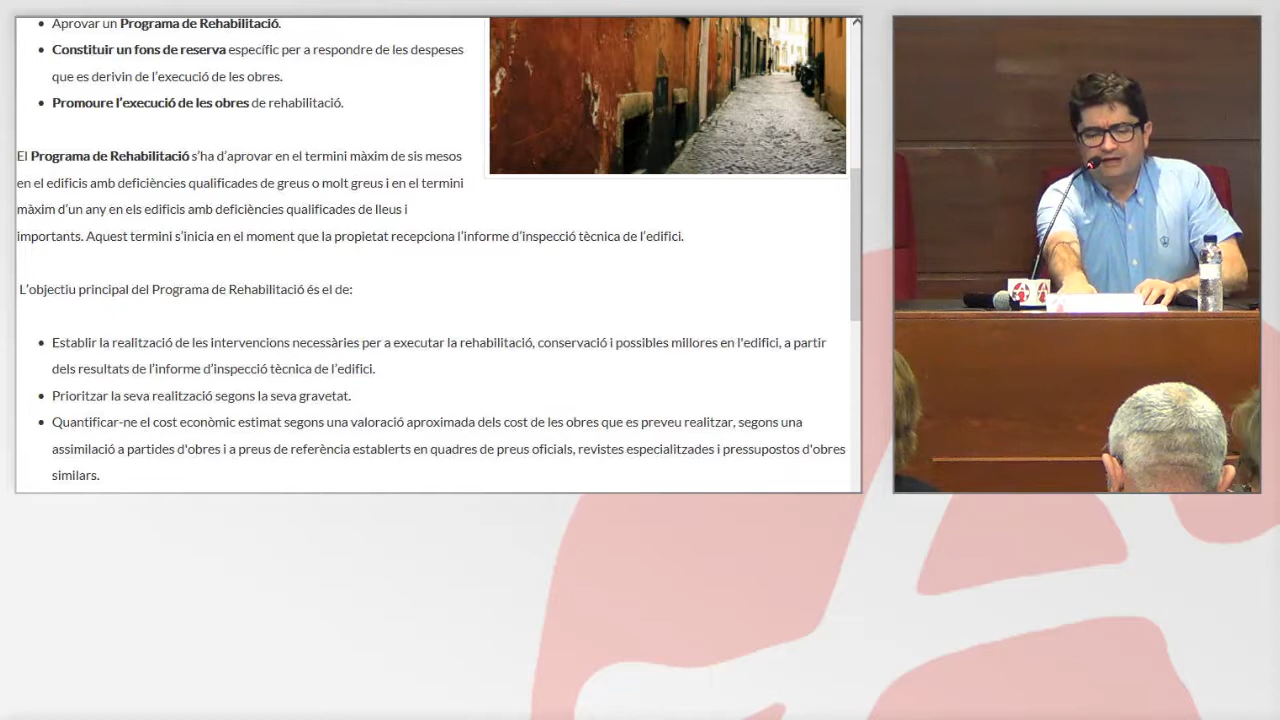 Aprovar un Programa de Rehabilitació.
Constituir un fons de reserva específic per a respondre de les despeses
que es derivin de l'execució de les obres.
Promoure l'execució de les obres de rehabilitació.
El Programa de Rehabilitació s'ha d'aprovar en el termini màxim de sis mesos
en el edificis amb deficiències qualificades de greus o molt greus i en el termini
màxim d'un any en els edificis amb deficiències qualificades de lleus i
importants. Aquest termini s'inicia en el moment que la propietat recepciona l'informe d'inspecció tècnica de l'edifici.
L'objectiu principal del Programa de Rehabilitació és el de:
Establir la realització de les intervencions necessàries per a executar la rehabilitació, conservació i possibles millores en l'edifici, a partir
dels resultats de l'informe d'inspecció tècnica de l'edifici.
Prioritzar la seva realització segons la seva gravetat.
Quantificar-ne el cost econòmic estimat segons una valoració aproximada dels cost de les obres que es preveu realitzar, segons una
assimilació a partides d'obres i a preus de referència establerts en quadres de preus oficials, revistes especialitzades i pressupostos d'obres
similars.